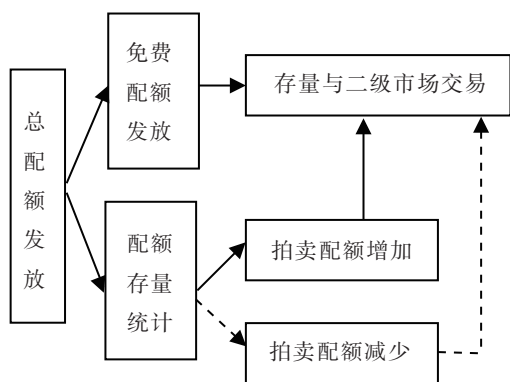 总
配
额
发
放
免费
配额
发放
存量与二级市场交易
配额
存量
统计
拍卖配额增加
拍卖配额减少